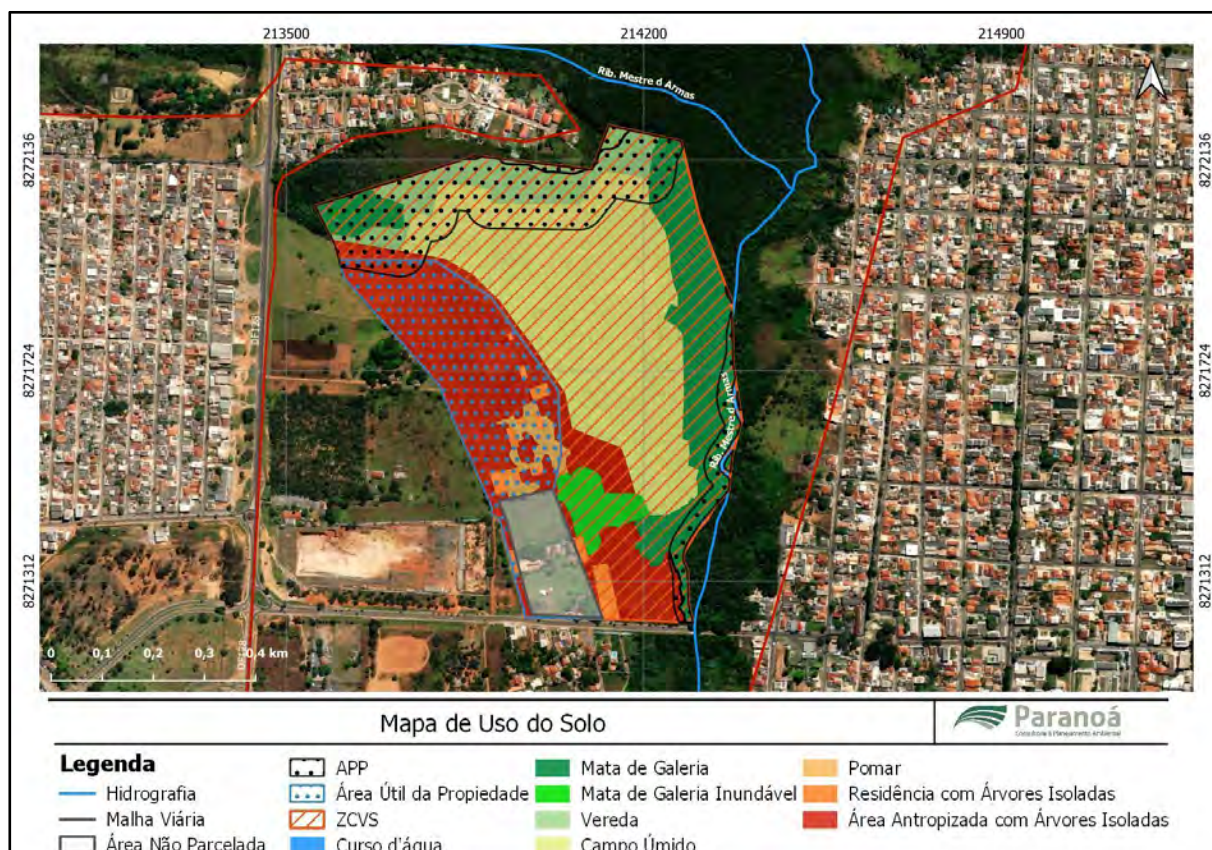 213500 214200 214900
8272136 8272136
8271724 8271724
8271312 8271312
Rib. Mestre d Armas
Rib. Mestre d Armas
0 0,1 0,2 0,3 0,4 km
Mapa de Uso do Solo
Paranoá
Consultoria & Planejamento Ambiental
Legenda
Hidrografia
Malha Viária
Área Não Parcelada
APP
Área Útil da Propiedade
ZCVS
Curso d'água
Mata de Galeria
Mata de Galeria Inundável
Vereda
Campo Úmido
Pomar
Residência com Árvores Isoladas
Área Antropizada com Árvores Isoladas